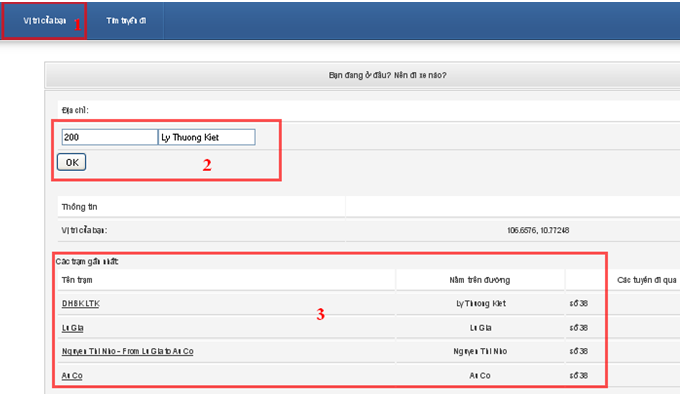 Vị trí của bạn 1 Tìm tuyến đi
Bạn đang ở đâu? Nên đi xe nào?
Địa chỉ:
200 Ly Thuong Kiet
OK 2
Thông tin
Vị trí của bạn: 106.6576, 10.77248
Các trạm gần nhất:
Tên trạm Nằm trên đường Các tuyến đi qua
DHBK LTK Ly Thuong Kiet số 38
3
Lu Gia Lu Gia số 38
Nguyen Thi Nho - From Lu Gia to Au Co Nguyen Thi Nho số 38
Au Co Au Co số 38